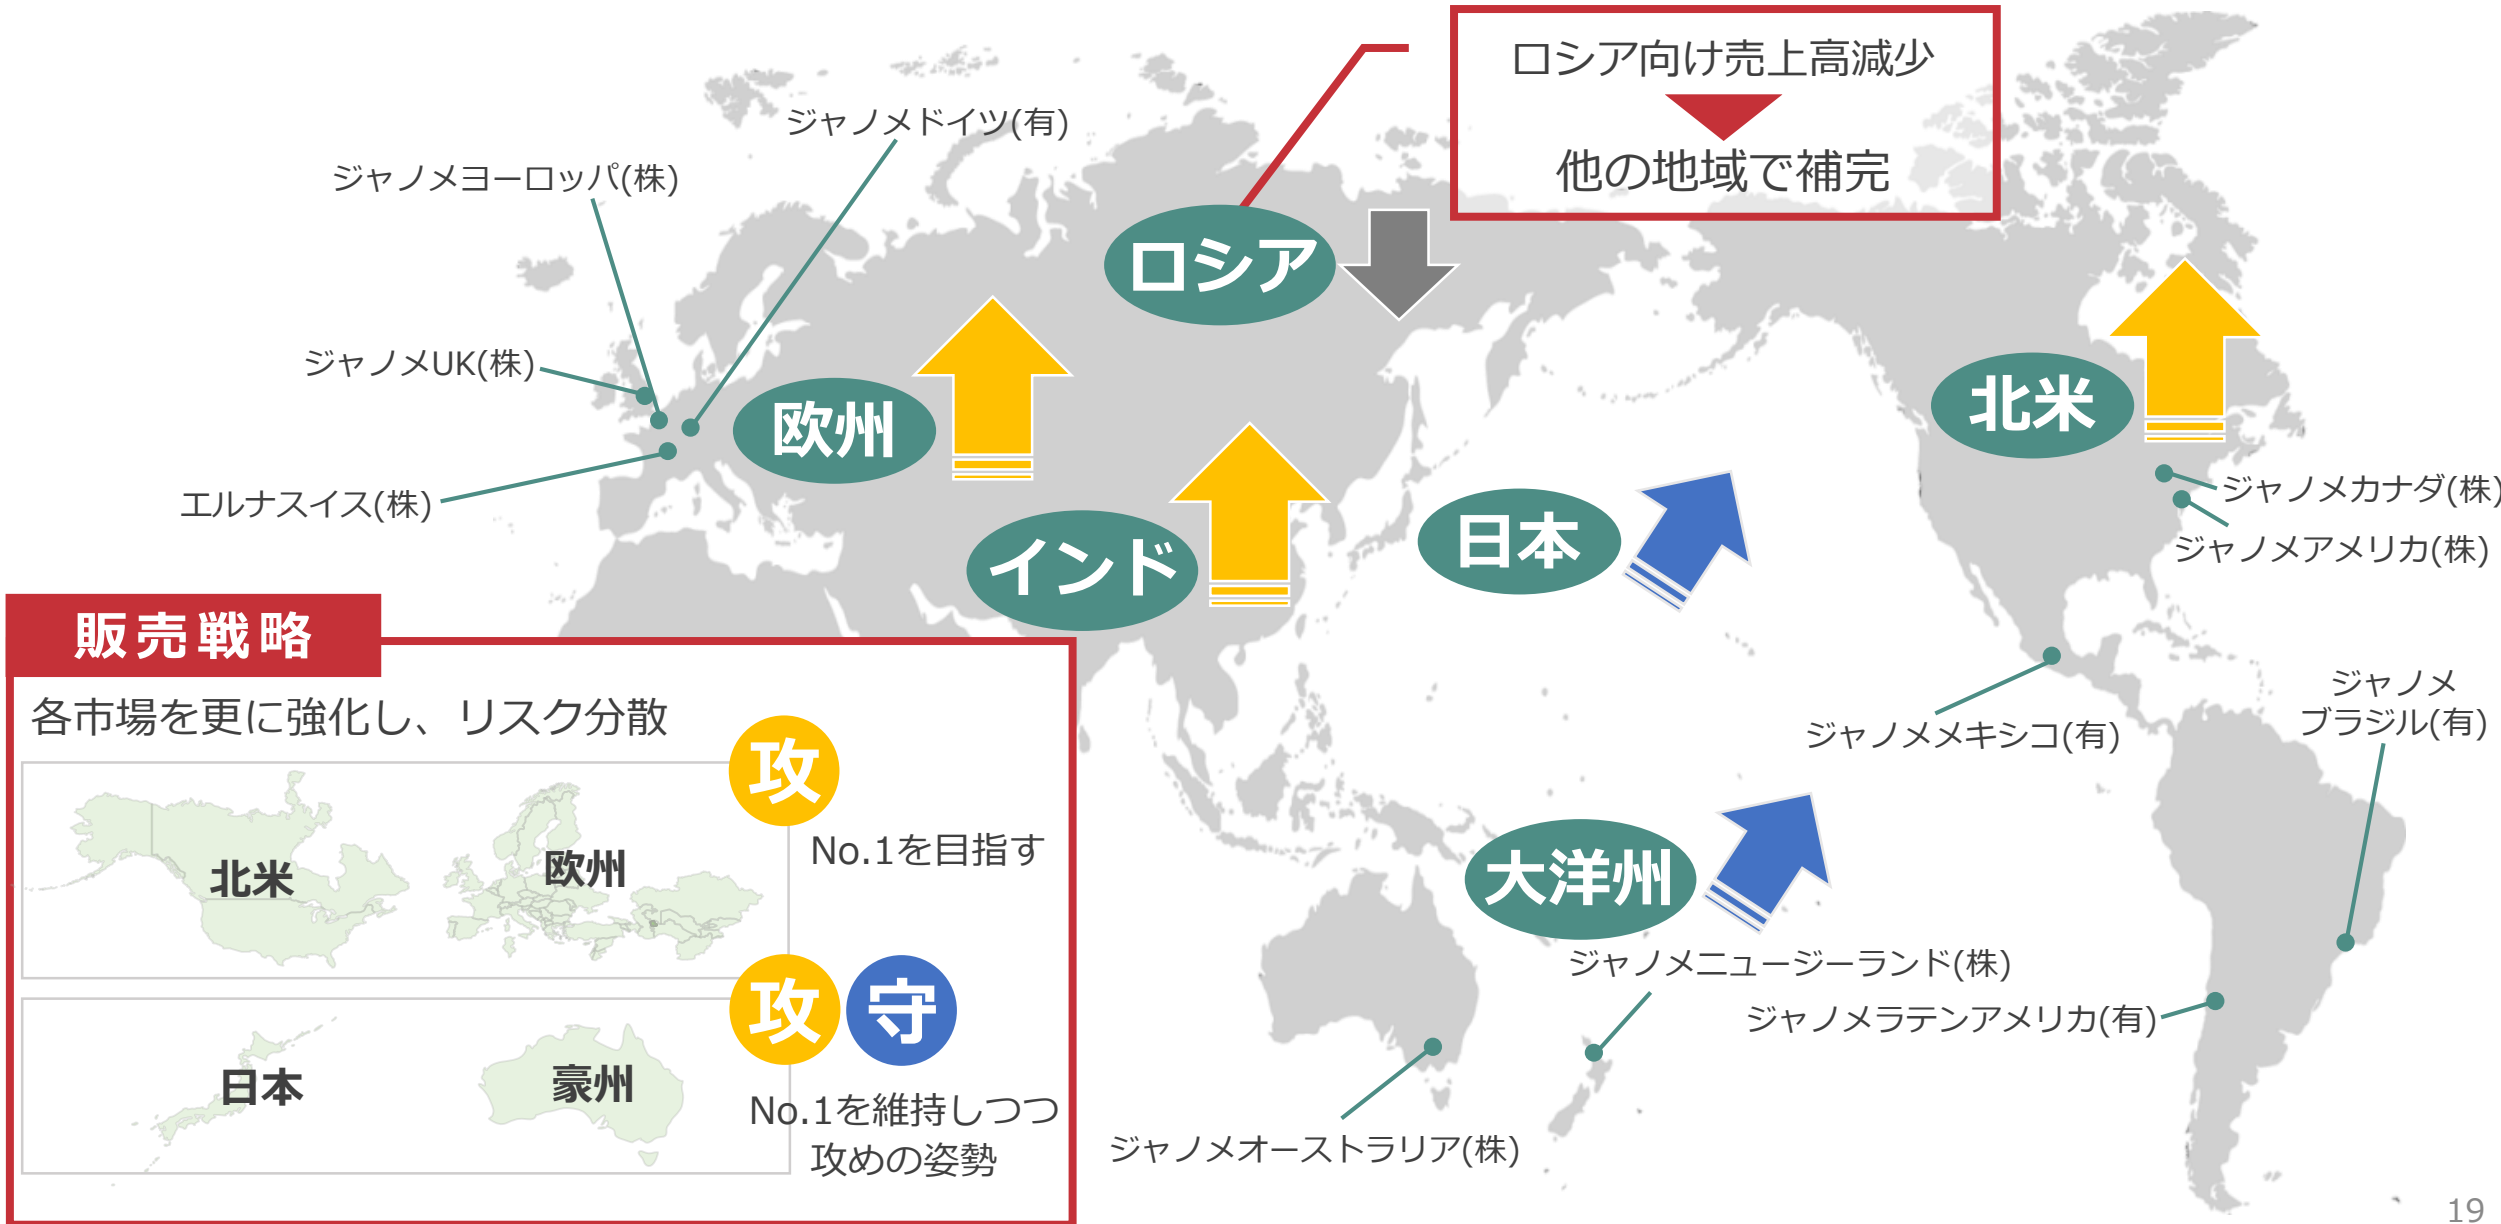 ロシア向け売上高減少
他の地域で補完
ジャノメドイツ(有)
ジャノメヨーロッパ(株)
ロシア
ジャノメUK(株)
欧州
北米
エルナスイス(株)
ジャノメカナダ(株)
ジャノメアメリカ(株)
日本
インド
販売戦略
各市場を更に強化し、リスク分散
攻
No.1を目指す
北米
欧州
攻
守
No.1を維持しつつ
攻めの姿勢
日本
豪州
ジャノメメキシコ(有)
ジャノメ
ブラジル(有)
大洋州
ジャノメニュージーランド(株)
ジャノメラテンアメリカ(有)
ジャノメオーストラリア(株)
19